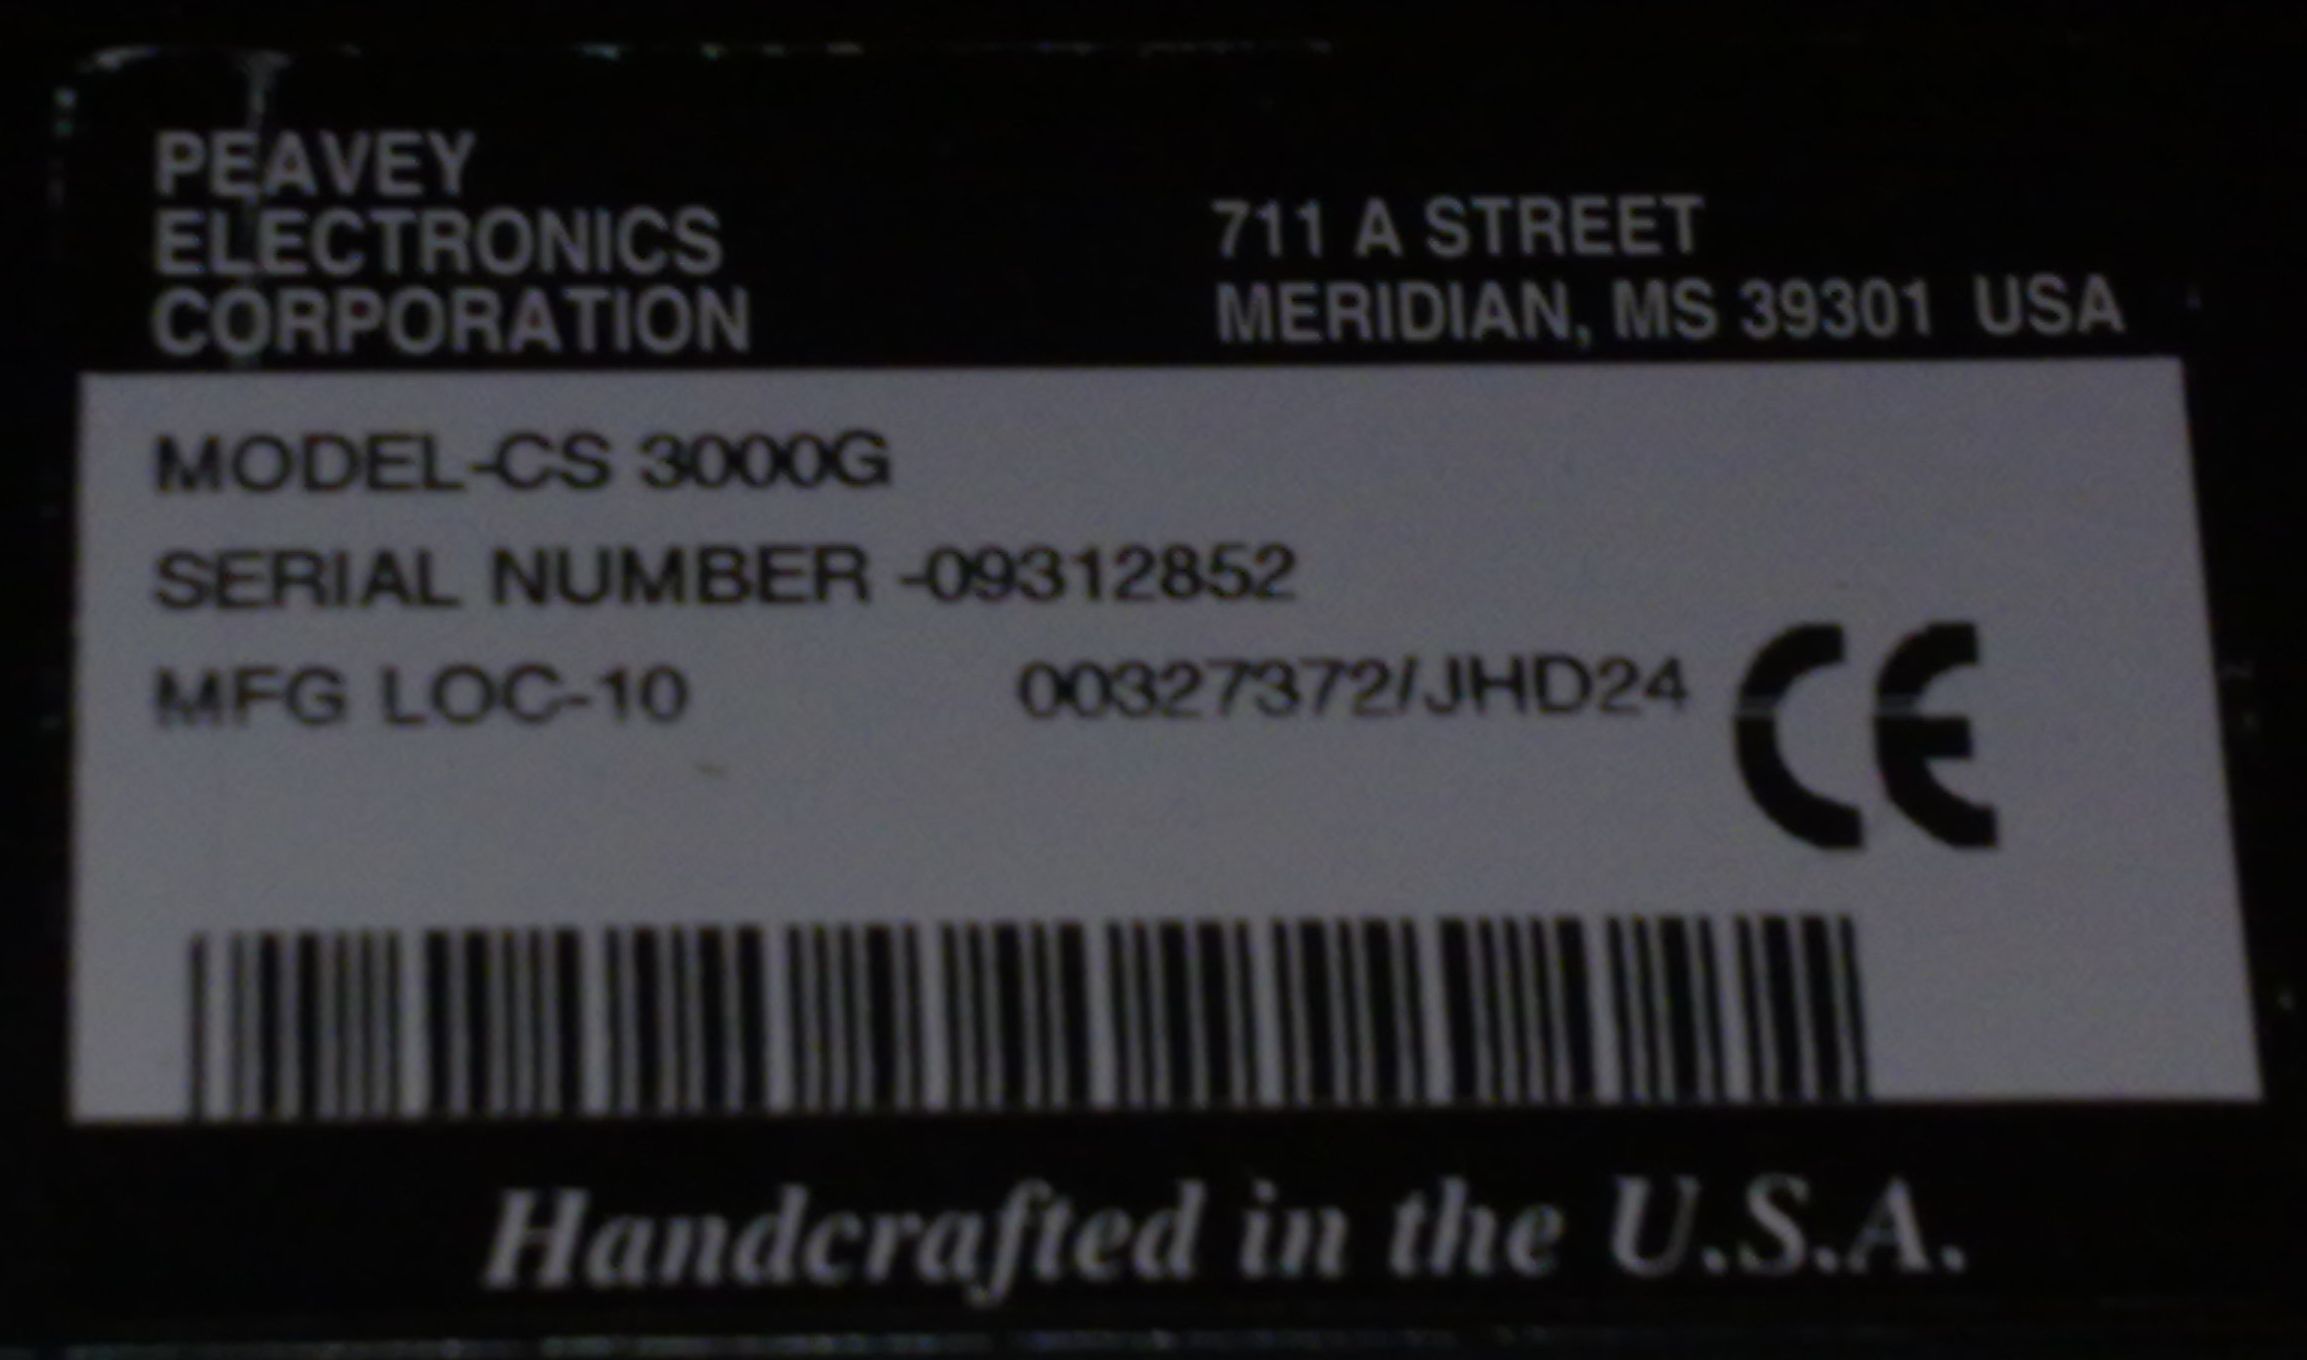 PEAVEY
ELECTRONICS
CORPORATION
711 A STREET
MERIDIAN, MS 39301 USA
MODEL-CS 3000G
SERIAL NUMBER -09312852
MFG LOC-10 00327372/JHD24
CE
Handcrafted in the U.S.A.